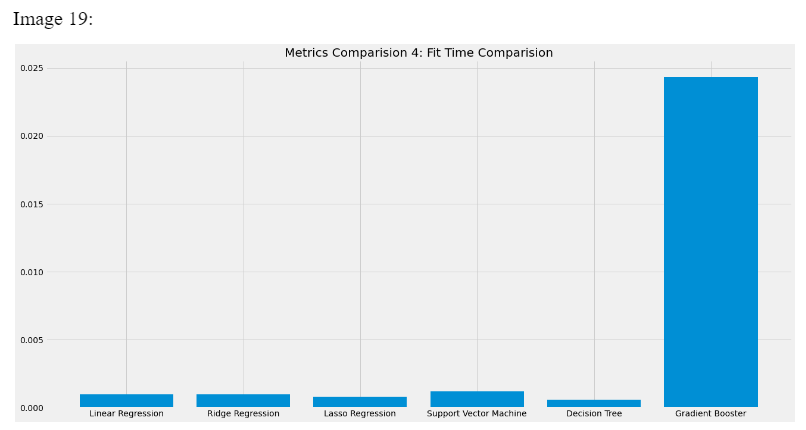 Image 19:
Metrics Comparision 4: Fit Time Comparision
0.025
0.020
0.015
0.010
0.005
0.000
Linear Regression Ridge Regression Lasso Regression Support Vector Machine Decision Tree Gradient Booster